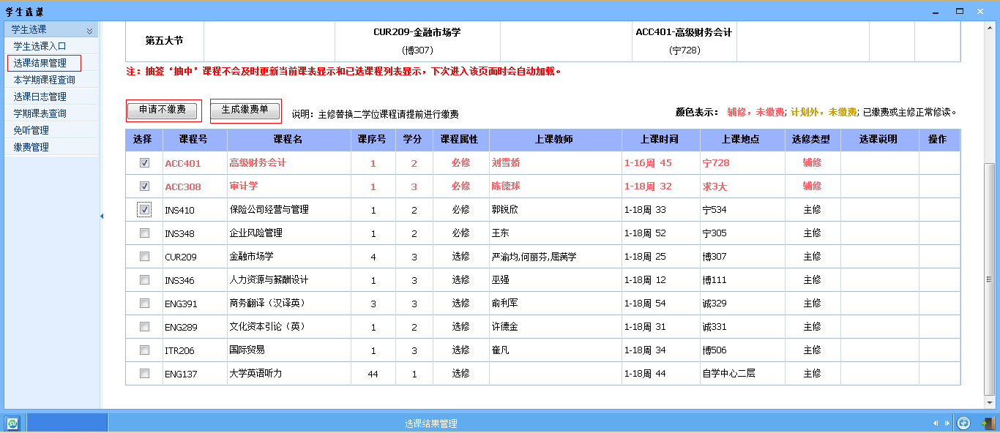 学生选课
学生选课
学生选课入口
选课结果管理
本学期课程查询
选课日志管理
学期课表查询
免听管理
缴费管理
第五大节 CUR209-金融市场学 (博307) ACC401-高级财务会计 (宁728)
注：抽签‘抽中’课程不会及时更新当前课表显示和已选课程列表显示，下次进入该页面时会自动加载。
申请不缴费 生成缴费单 说明：主修替换二学位课程请提前进行缴费 颜色表示： 辅修，未缴费; 计划外，未缴费; 已缴费或主修正常修读。
选择 课程号 课程名 课序号 学分 课程属性 上课教师 上课时间 上课地点 选修类型 选课说明 操作
ACC401 高级财务会计 1 2 必修 刘雪娇 1-16周 45 宁728 辅修
ACC308 审计学 1 3 必修 陈德球 1-18周 32 求3大 辅修
INS410 保险公司经营与管理 1 2 必修 郭锐欣 1-18周 33 宁534 主修
INS348 企业风险管理 1 2 必修 王东 1-18周 52 宁305 主修
CUR209 金融市场学 4 3 选修 严渝均,何丽芬,屈满学 1-18周 25 博307 主修
INS346 人力资源与薪酬设计 1 3 选修 巫强 1-18周 12 博111 主修
ENG391 商务翻译（汉译英） 3 3 选修 俞利军 1-18周 54 诚329 主修
ENG289 文化资本引论（英） 1 2 选修 许德金 1-18周 31 诚331 主修
ITR206 国际贸易 1 3 选修 崔凡 1-18周 34 博506 主修
ENG137 大学英语听力 44 1 选修 1-18周 44 自学中心二层 主修
选课结果管理